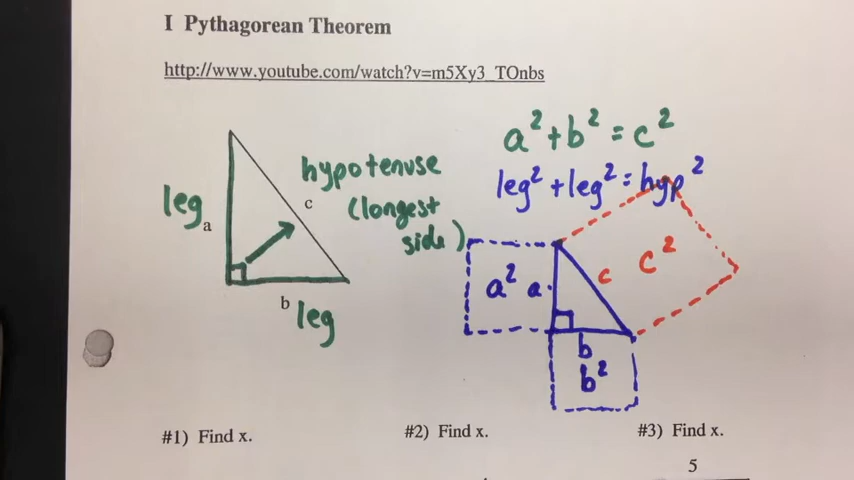 I Pythagorean Theorem
http://www.youtube.com/watch?v=m5Xy3_TOnbs
a² + b² = c²
leg² + leg² = hyp²
hypotenuse
(longest
side)
leg
a
c
b
leg
a²
a
c
c²
b
b²
#1) Find x.
#2) Find x.
#3) Find x.
5